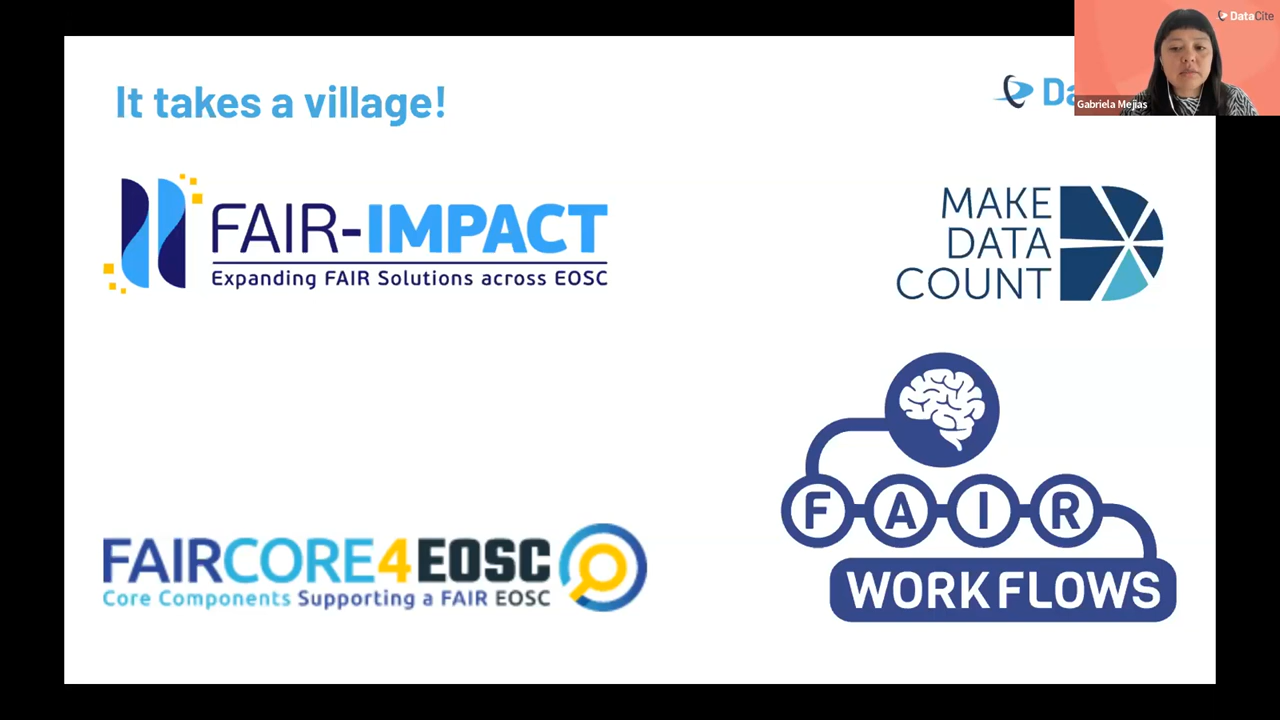 It takes a village!
DataCite
Gabriela Mejias
FAIR-IMPACT
Expanding FAIR Solutions across EOSC
MAKE
DATA
COUNT
FAIR
WORKFLOWS
FAIRCORE4EOSC
Core Components Supporting a FAIR EOSC